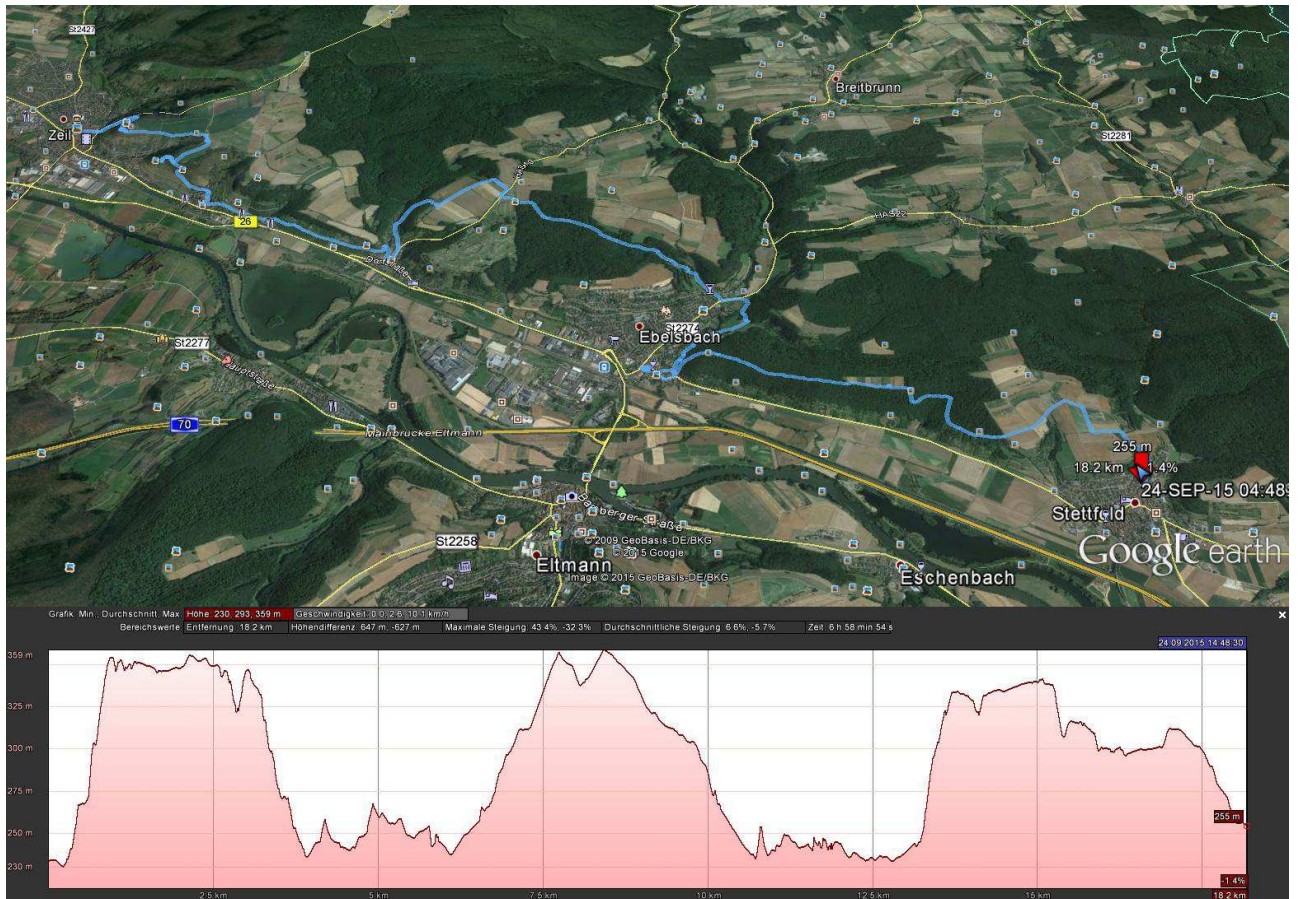 St2427
Breitbrunn
Zeil
St2281
HAS22
26
Dorfstraße
St2274
Ebelsbach
St2277
Hauptstraße
70
Mainbrücke Eltmann
255 m
18.2 km
-1.4%
24-SEP-15 04:48
Stettfeld
Bamberger Straße
St2258
© 2009 GeoBasis-DE/BKG
© 2015 Google
Eltmann
Image © 2015 GeoBasis-DE/BKG
Eschenbach
Google earth
Grafik: Min., Durchschnitt, Max. Höhe: 230, 293, 359 m Geschwindigkeit: 0.0, 2.6, 10.1 km/h
Bereichswerte: Entfernung: 18.2 km Höhendifferenz: 647 m, -627 m Maximale Steigung: 43.4%, -32.3% Durchschnittliche Steigung: 6.6%, -5.7% Zeit: 6 h 58 min 54 s
24.09.2015 14:48:30
359 m
325 m
300 m
275 m
250 m
255 m
230 m
-1.4%
2.5 km 5 km 7.5 km 10 km 12.5 km 15 km 18.2 km